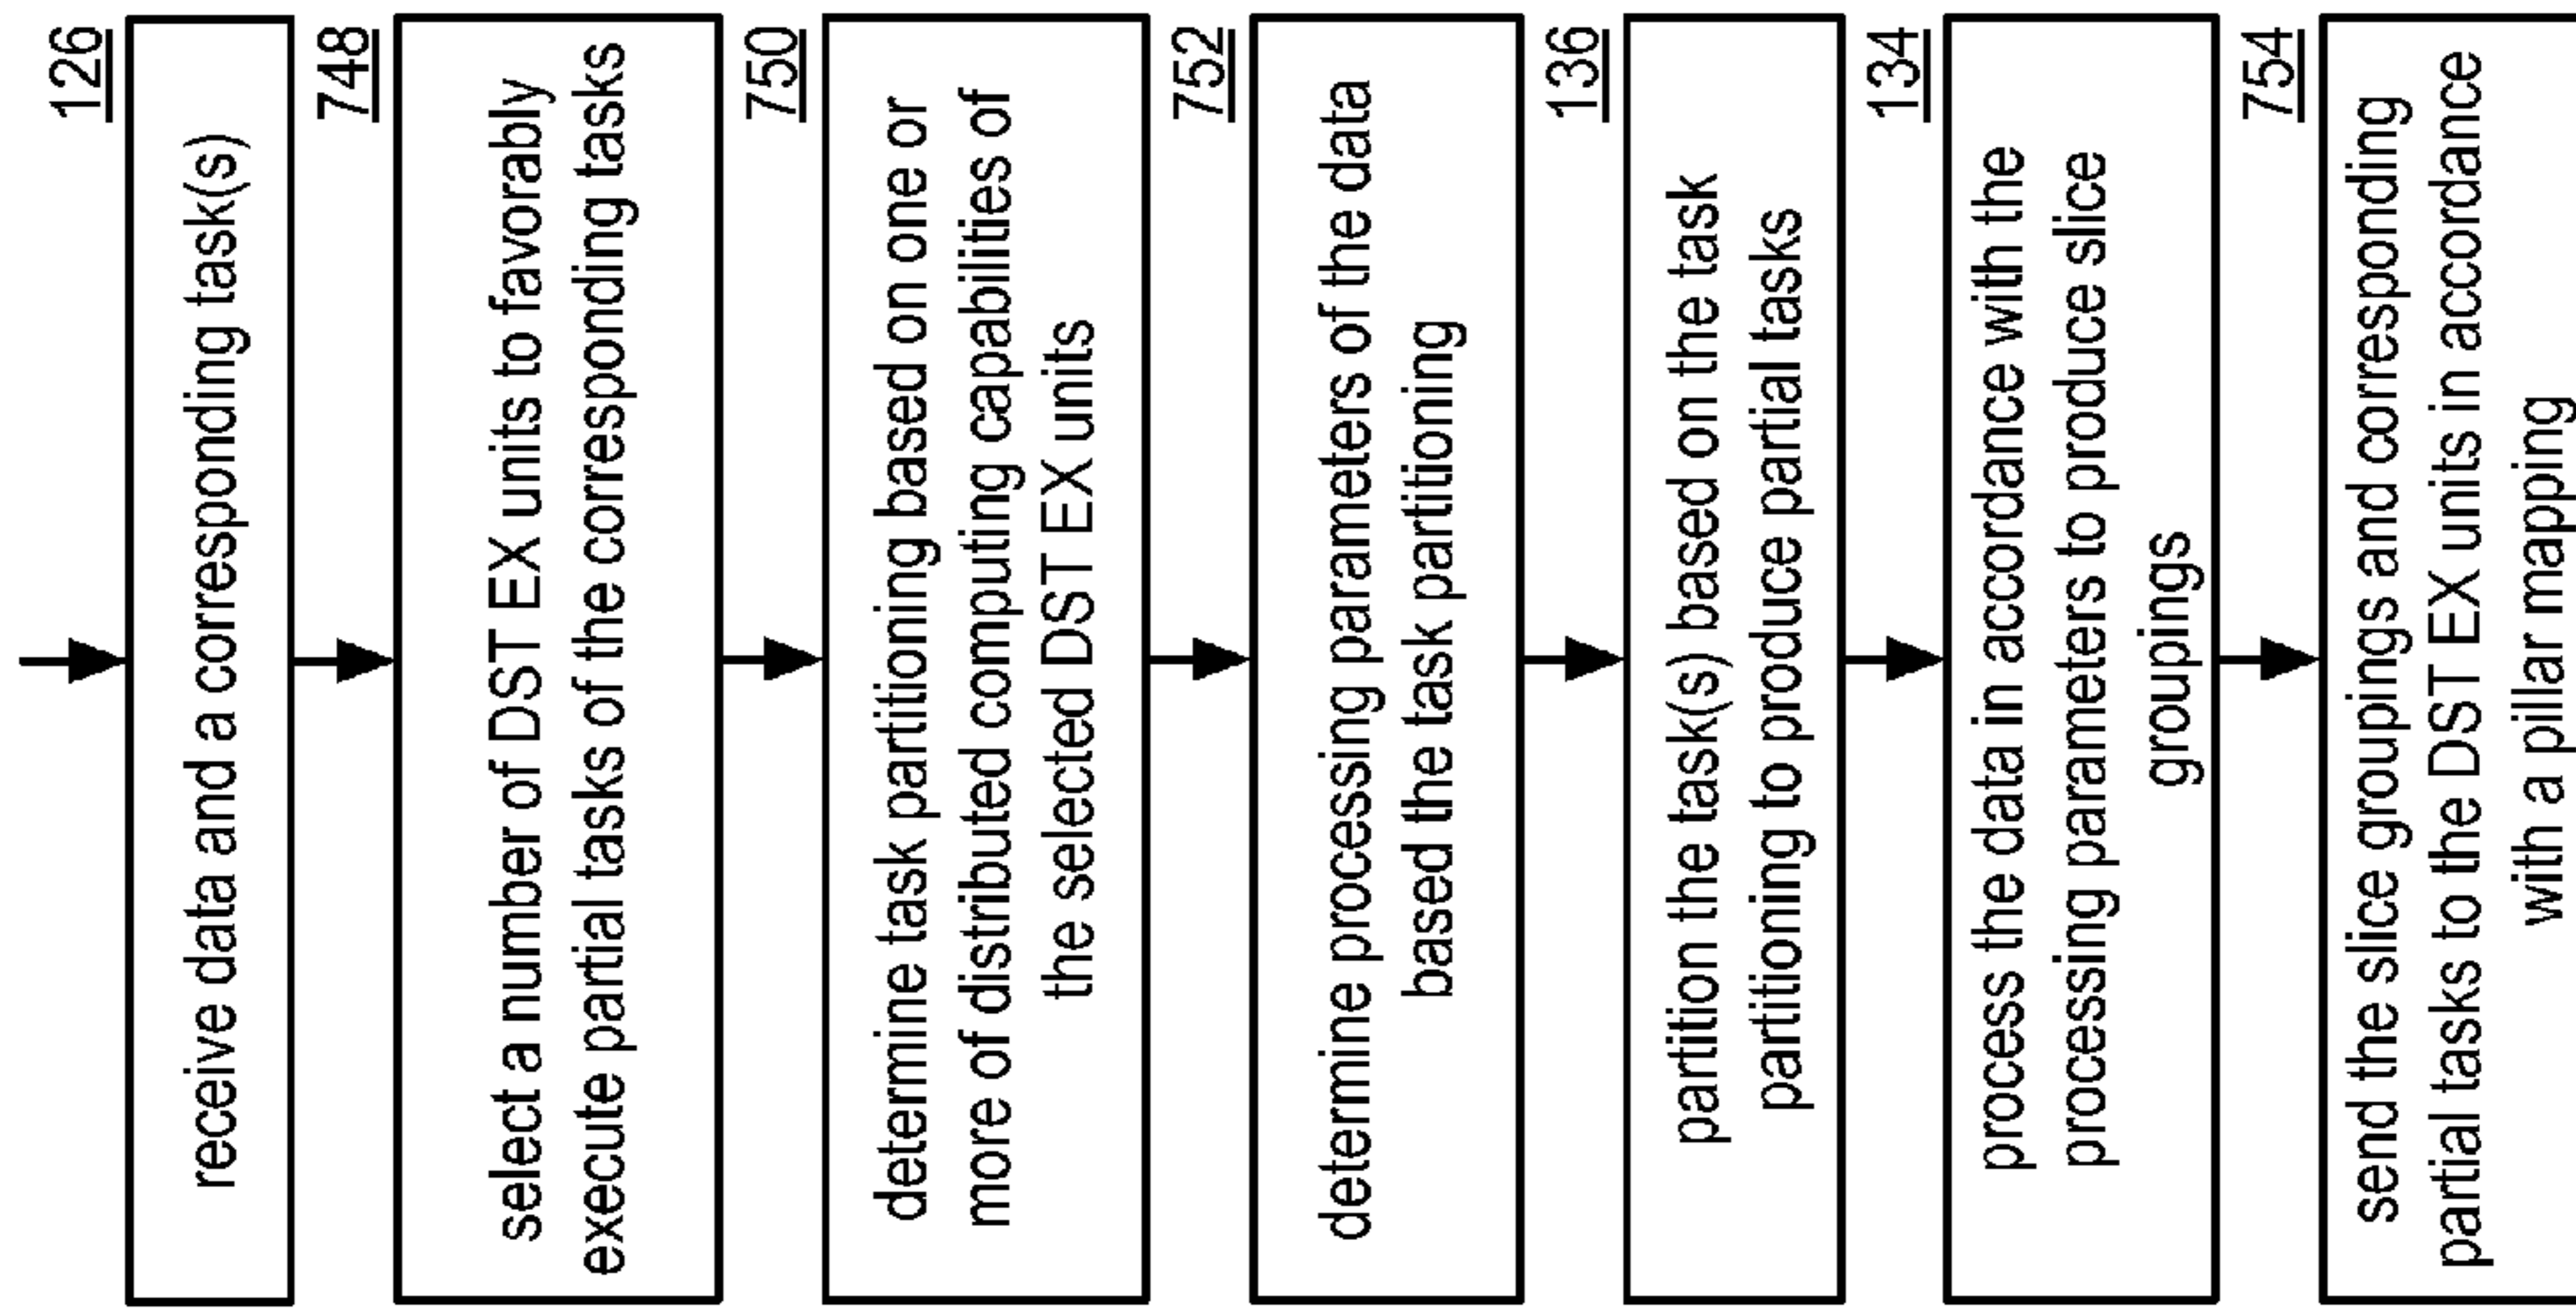 126
receive data and a corresponding task(s)
748
select a number of DST EX units to favorably
execute partial tasks of the corresponding tasks
750
determine task partitioning based on one or
more of distributed computing capabilities of
the selected DST EX units
752
determine processing parameters of the data
based the task partitioning
136
partition the task(s) based on the task
partitioning to produce partial tasks
134
process the data in accordance with the
processing parameters to produce slice
groupings
754
send the slice groupings and corresponding
partial tasks to the DST EX units in accordance
with a pillar mapping